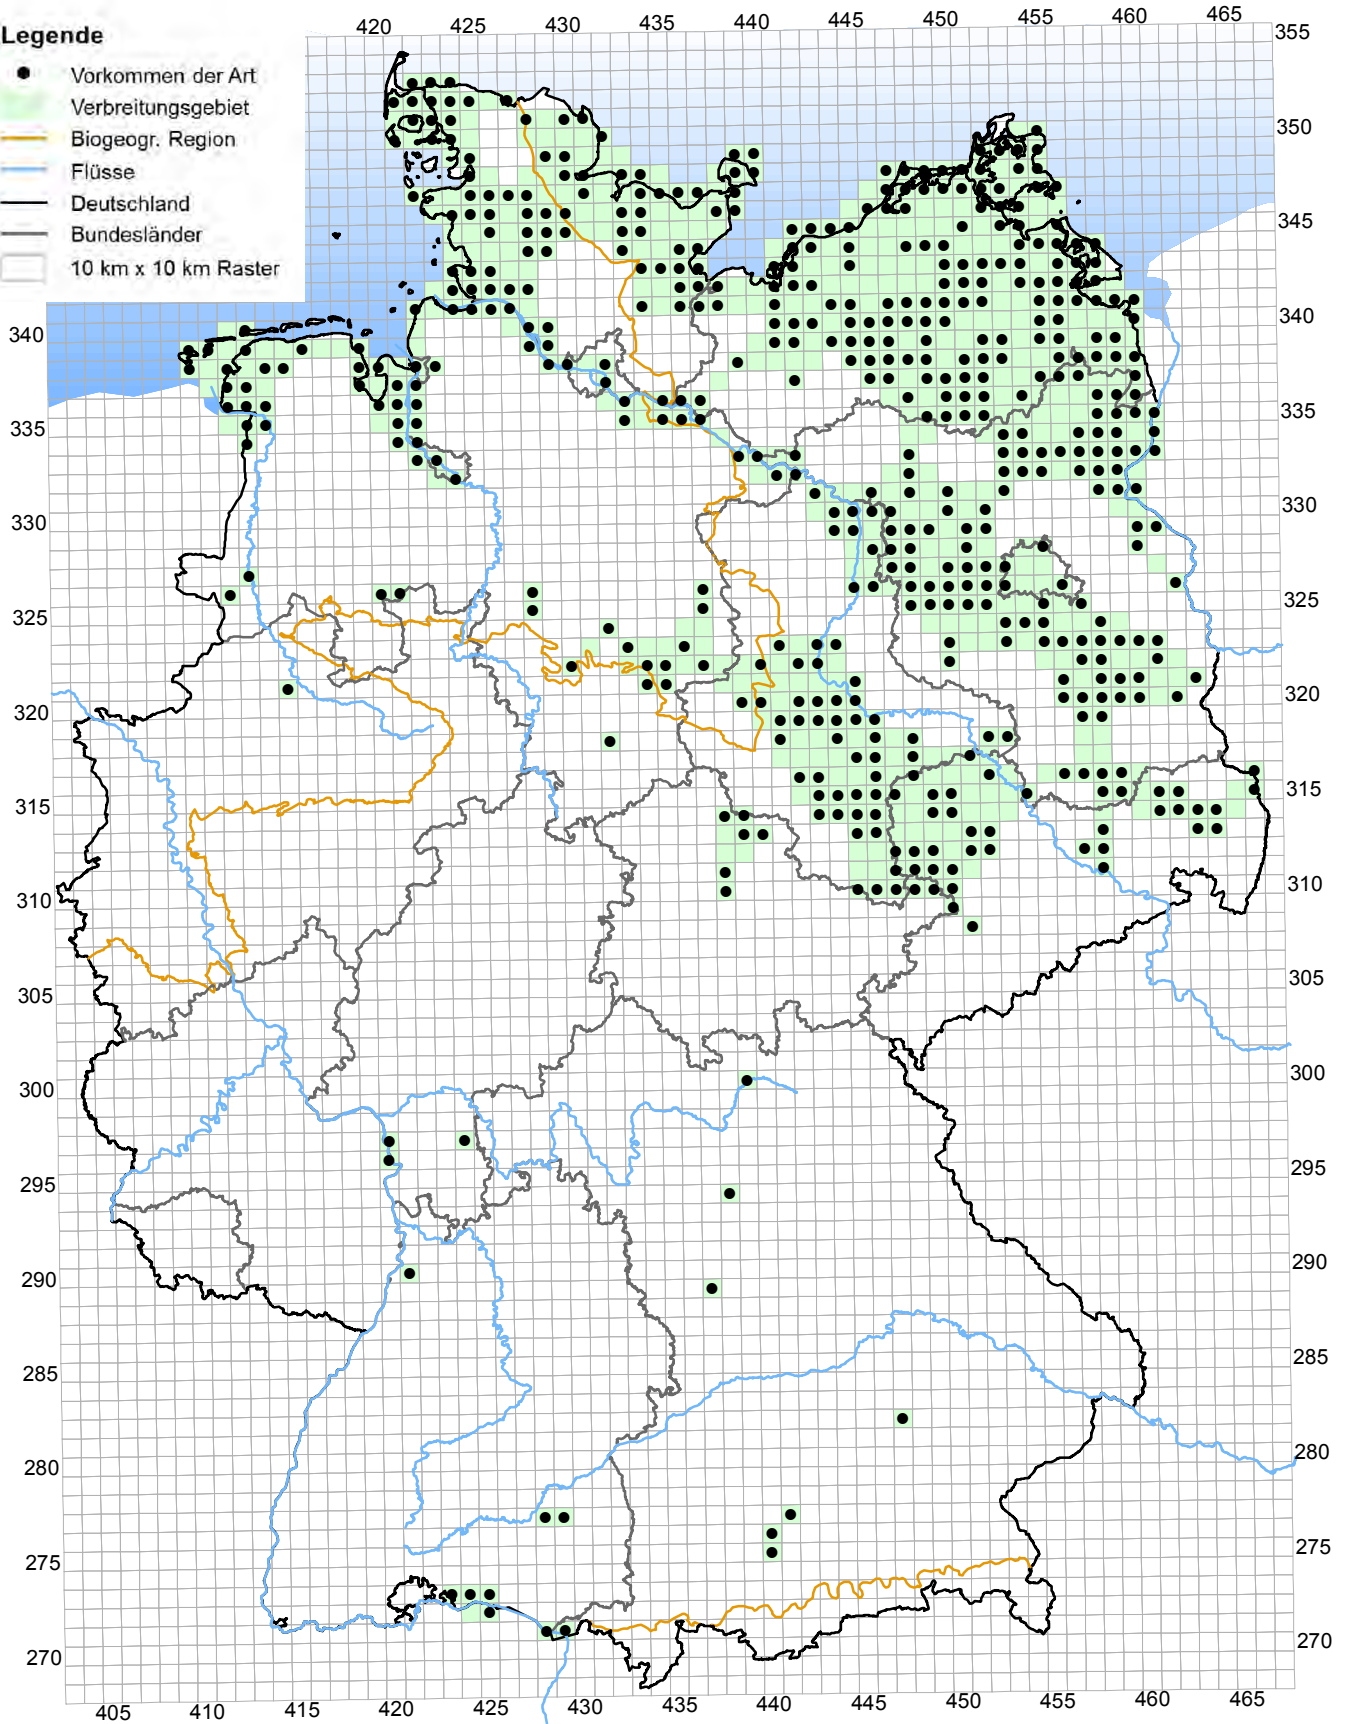 Legende
Vorkommen der Art
Verbreitungsgebiet
Biogeogr. Region
Flüsse
Deutschland
Bundesländer
10 km x 10 km Raster
420 425 430 435 440 445 450 455 460 465
355
350
345
340 340
335 335
330 330
325 325
320 320
315 315
310 310
305 305
300 300
295 295
290 290
285 285
280 280
275 275
270 270
405 410 415 420 425 430 435 440 445 450 455 460 465